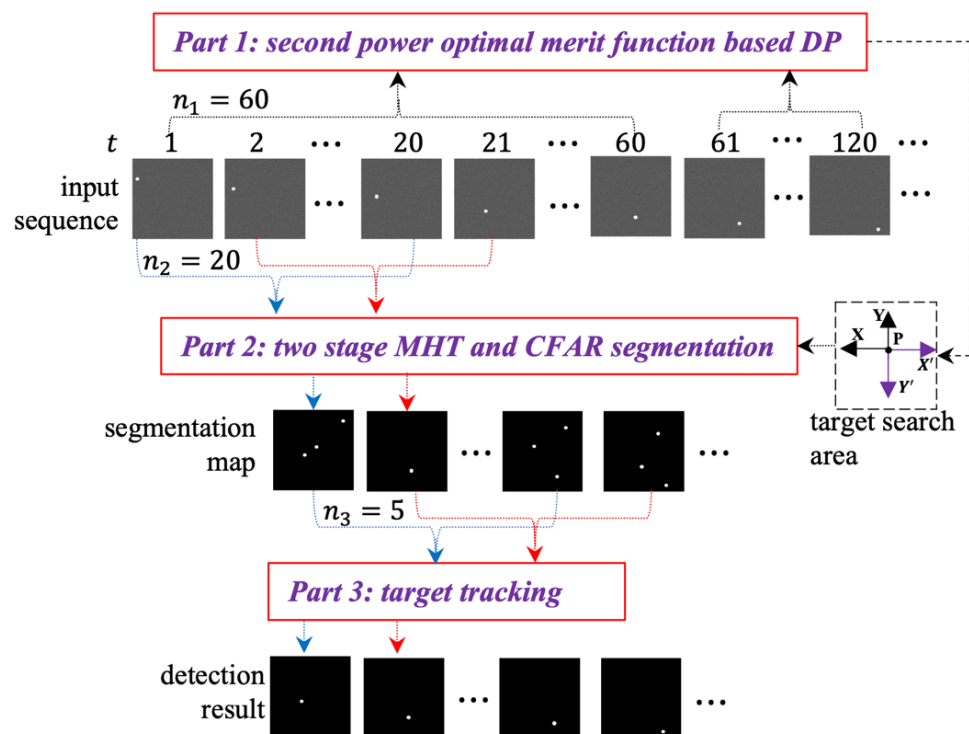 Part 1: second power optimal merit function based DP
n₁ = 60
t 1 2 ••• 20 21 ••• 60 61 ••• 120 •••
input
sequence
••• ••• •••
n₂ = 20
Part 2: two stage MHT and CFAR segmentation
Y
X P
X'
Y'
target search
area
segmentation
map
••• •••
n₃ = 5
Part 3: target tracking
detection
result
••• •••